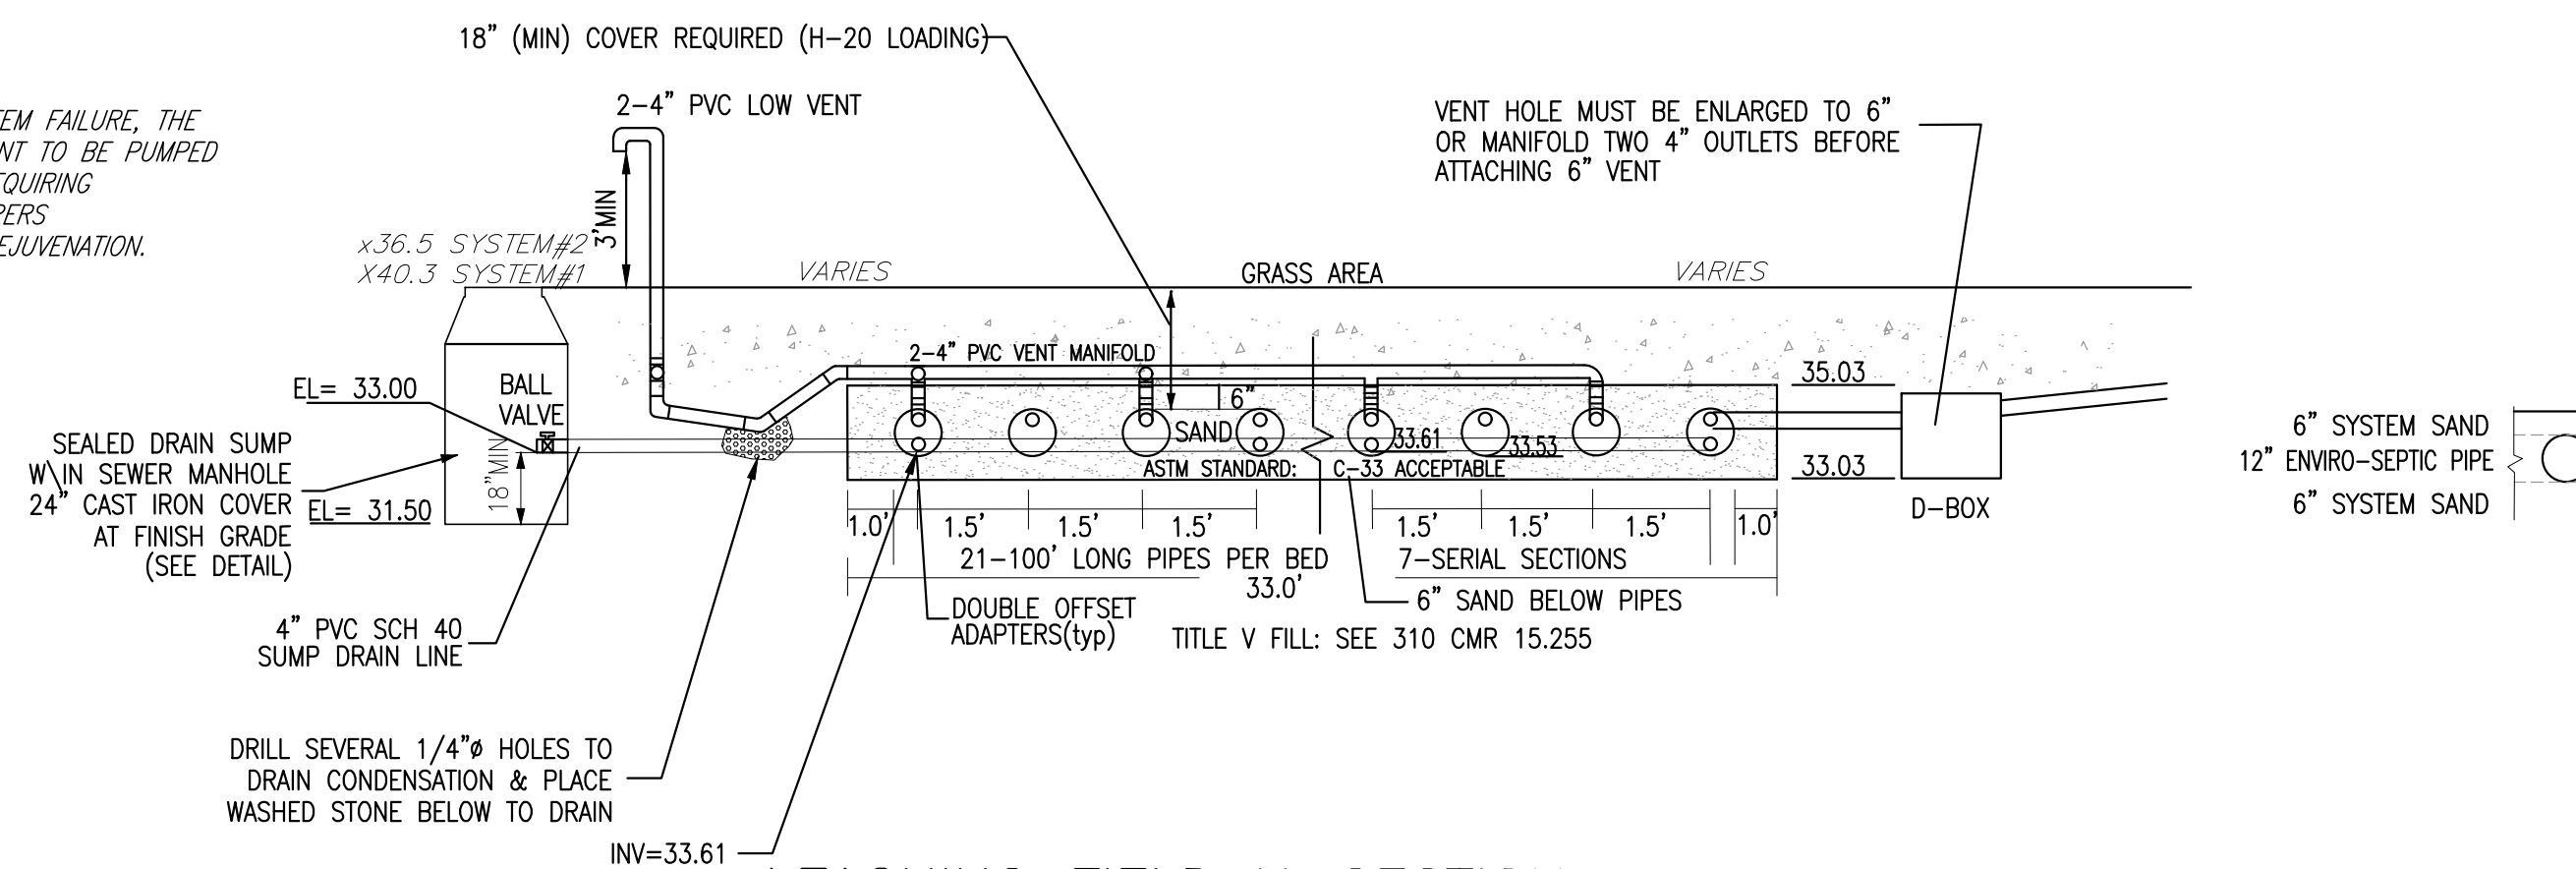 18" (MIN) COVER REQUIRED (H-20 LOADING)
2-4" PVC LOW VENT
VENT HOLE MUST BE ENLARGED TO 6"
OR MANIFOLD TWO 4" OUTLETS BEFORE
ATTACHING 6" VENT
FAILURE, THE
TO BE PUMPED
3'MIN
x36.5 SYSTEM#2
X40.3 SYSTEM#1
VARIES
GRASS AREA
VARIES
2-4" PVC VENT MANIFOLD
EL= 33.00
BALL
VALVE
6"
35.03
SEALED DRAIN SUMP
W\IN SEWER MANHOLE
24" CAST IRON COVER
AT FINISH GRADE
(SEE DETAIL)
EL= 31.50
18"MIN
SAND
33.61
33.53
ASTM STANDARD: C-33 ACCEPTABLE
33.03
D-BOX
6" SYSTEM SAND
12" ENVIRO-SEPTIC PIPE
6" SYSTEM SAND
1.0'
1.5'
1.5'
1.5'
1.5'
1.5'
1.5'
1.0'
21-100' LONG PIPES PER BED
7-SERIAL SECTIONS
33.0'
DOUBLE OFFSET
ADAPTERS(typ)
6" SAND BELOW PIPES
TITLE V FILL: SEE 310 CMR 15.255
4" PVC SCH 40
SUMP DRAIN LINE
DRILL SEVERAL 1/4"ø HOLES TO
DRAIN CONDENSATION & PLACE
WASHED STONE BELOW TO DRAIN
INV=33.61